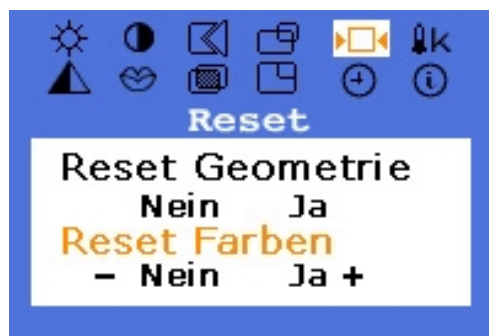 K
Reset
Reset Geometrie
Nein Ja
Reset Farben
– Nein Ja +